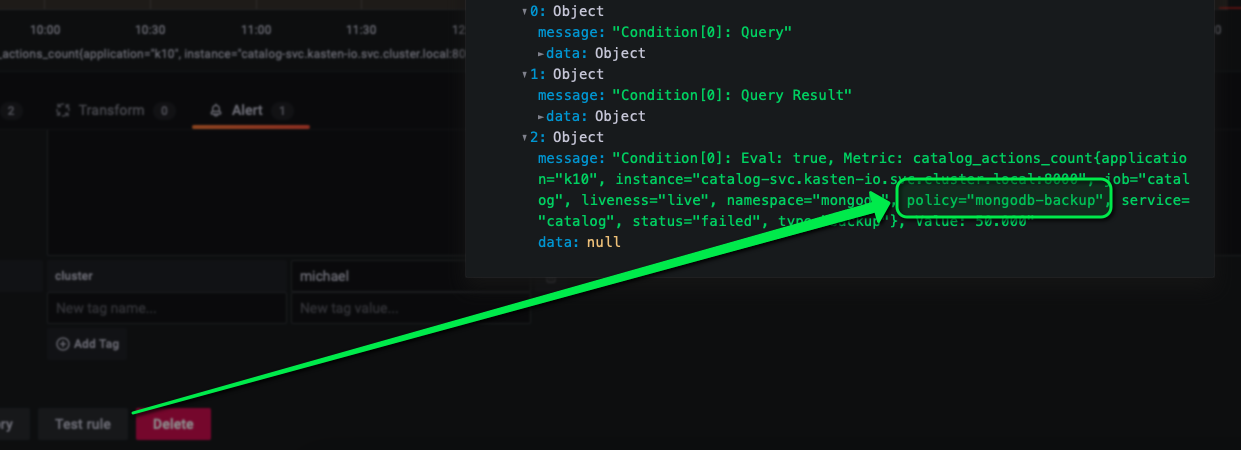 0: Object
message: "Condition[0]: Query"
data: Object
1: Object
message: "Condition[0]: Query Result"
data: Object
2: Object
message: "Condition[0]: Eval: true, Metric: catalog_actions_count{applicatio
n="k10", instance="catalog-svc.kasten-io.svc.cluster.local:8000", job="catal
og", liveness="live", namespace="mongodb", policy="mongodb-backup", service=
"catalog", status="failed", type="backup"}, Value: 50.000"
data: null
10:00 10:30 11:00 11:30 12
_actions_count{application="k10", instance="catalog-svc.kasten-io.svc.cluster.local:80
2 Transform 0 Alert 1
cluster michael
New tag name... New tag value...
Add Tag
ry Test rule Delete